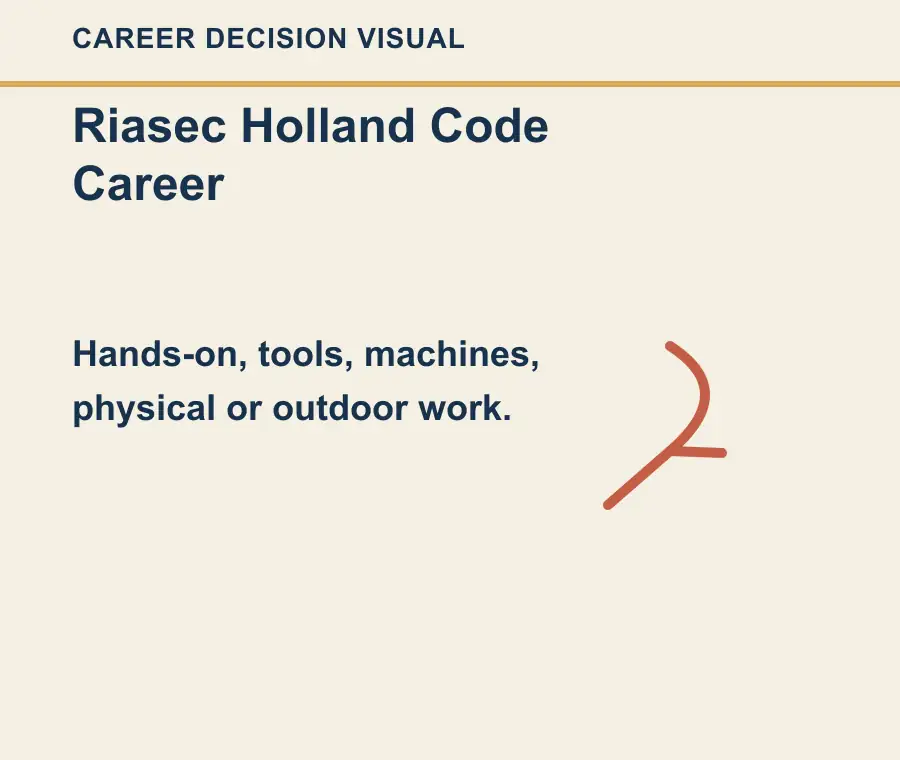 CAREER DECISION VISUAL
Riasec Holland Code
Career
Hands-on, tools, machines,
physical or outdoor work.